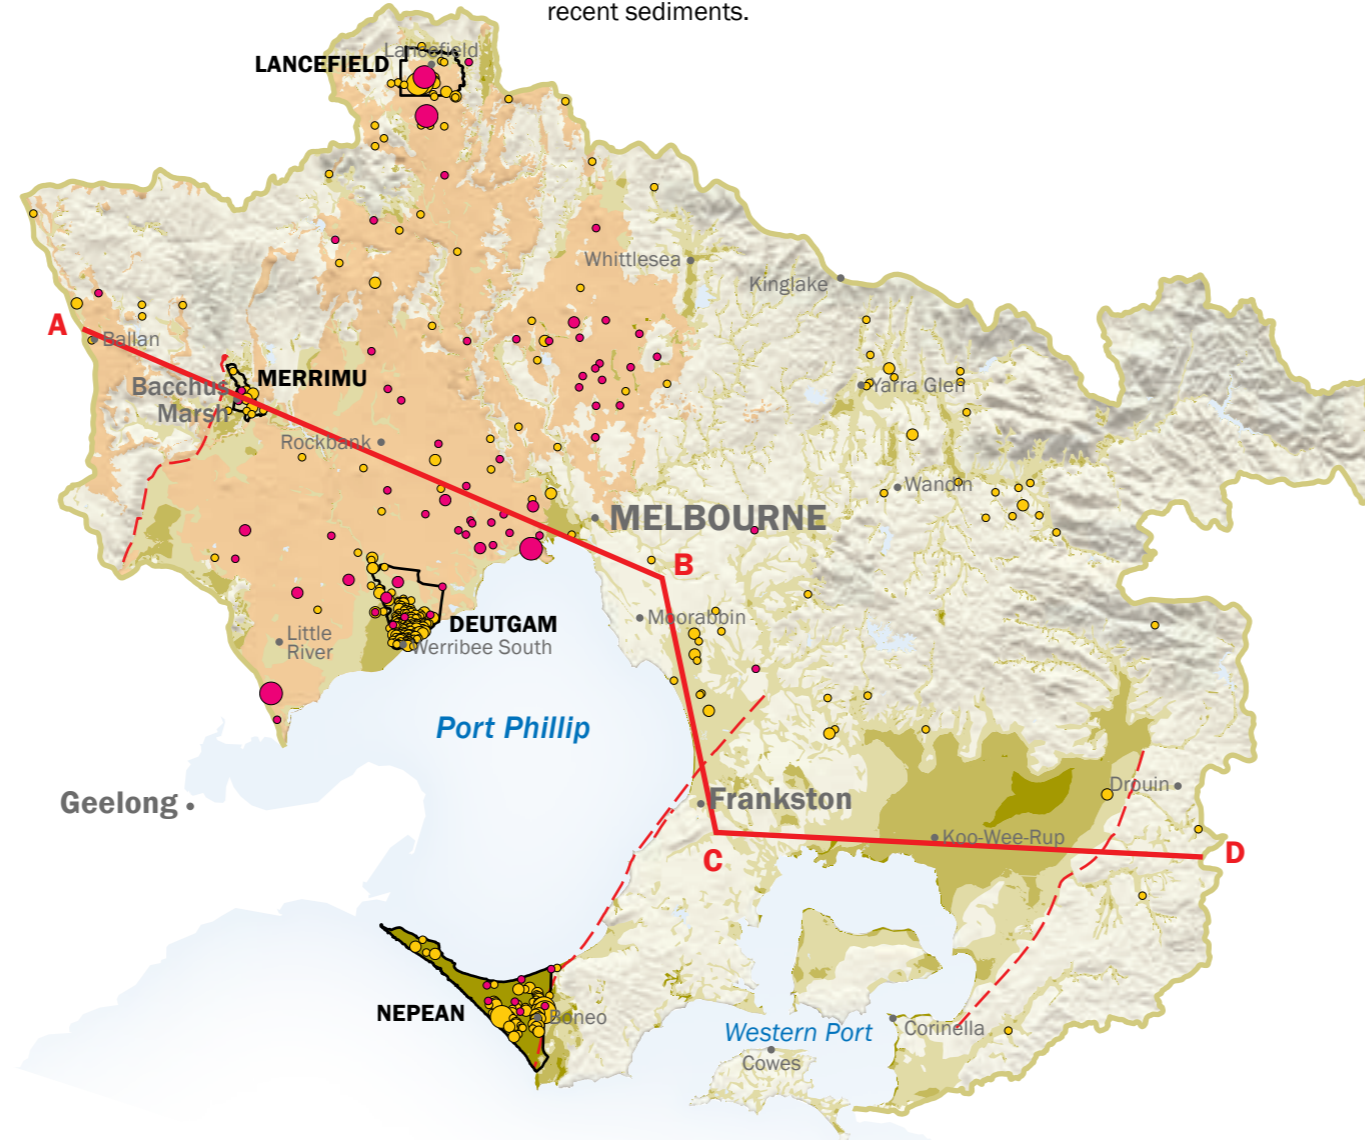 recent sediments.
Lancefield
LANCEFIELD
Whittlesea
Kinglake
A
Ballan
MERRIMU
Bacchus
Marsh
Yarra Glen
Rockbank
Wandin
MELBOURNE
B
Moorabbin
DEUTGAM
Little
River
Werribee South
Port Phillip
Geelong
Frankston
Drouin
Koo-Wee-Rup
C
D
NEPEAN
Boneo
Western Port
Corinella
Cowes